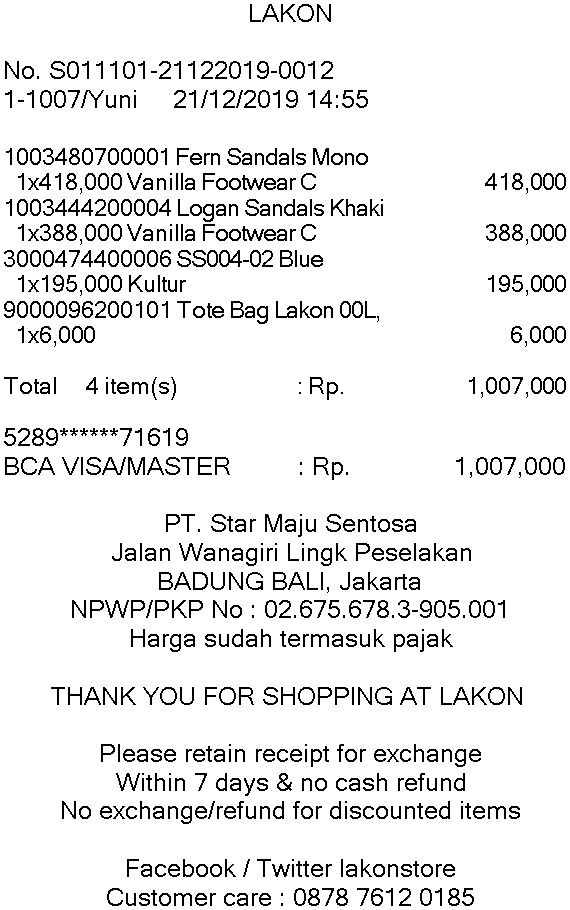 LAKON
No. S011101-21122019-0012
1-1007/Yuni 21/12/2019 14:55
1003480700001 Fern Sandals Mono
1x418,000 Vanilla Footwear C 418,000
1003444200004 Logan Sandals Khaki
1x388,000 Vanilla Footwear C 388,000
3000474400006 SS004-02 Blue
1x195,000 Kultur 195,000
9000096200101 Tote Bag Lakon 00L,
1x6,000 6,000
Total 4 item(s) : Rp. 1,007,000
5289******71619
BCA VISA/MASTER : Rp. 1,007,000
PT. Star Maju Sentosa
Jalan Wanagiri Lingk Peselakan
BADUNG BALI, Jakarta
NPWP/PKP No : 02.675.678.3-905.001
Harga sudah termasuk pajak
THANK YOU FOR SHOPPING AT LAKON
Please retain receipt for exchange
Within 7 days & no cash refund
No exchange/refund for discounted items
Facebook / Twitter lakonstore
Customer care : 0878 7612 0185